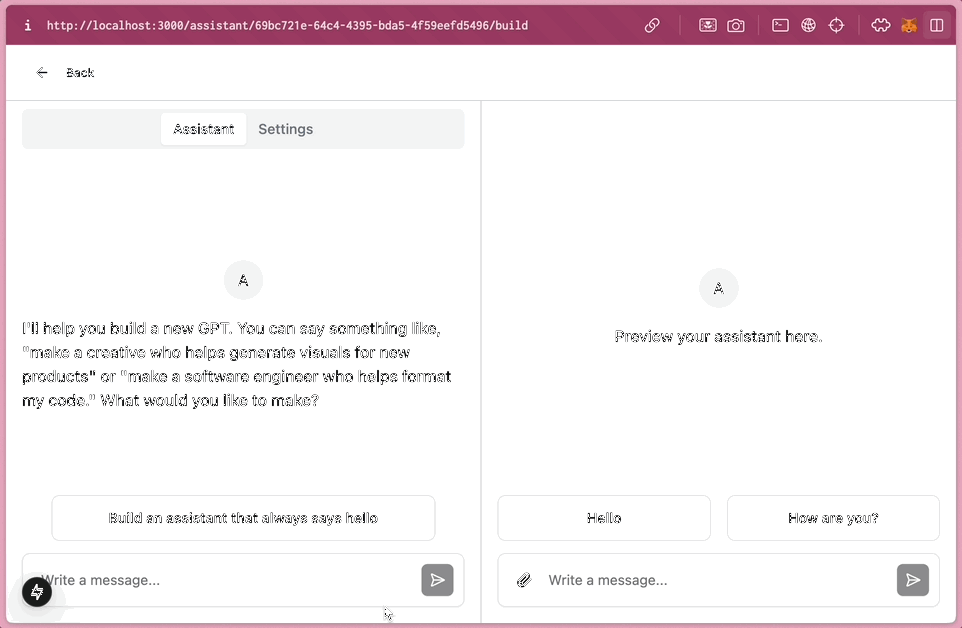 http://localhost:3000/assistant/69bc721e-64c4-4395-bda5-4f59eefd5496/build
Back
Assistant
Settings
A
I'll help you build a new GPT. You can say something like,
"make a creative who helps generate visuals for new
products" or "make a software engineer who helps format
my code." What would you like to make?
Build an assistant that always says hello
Write a message...
A
Preview your assistant here.
Hello
How are you?
Write a message...